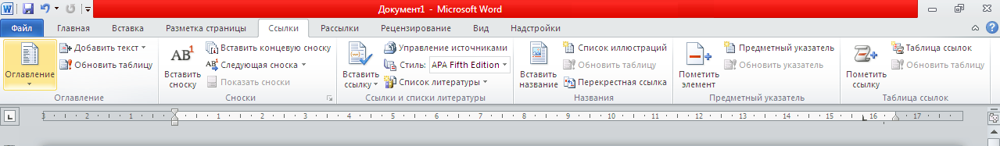 Документ1 - Microsoft Word
Файл Главная Вставка Разметка страницы Ссылки Рассылки Рецензирование Вид Надстройки
Оглавление
Добавить текст
Обновить таблицу
Оглавление
AB1
Вставить сноску
Вставить концевую сноску
AB1 Следующая сноска
Показать сноски
Сноски
Вставить ссылку
Управление источниками
Стиль: APA Fifth Edition
Список литературы
Ссылки и списки литературы
Вставить название
Список иллюстраций
Обновить таблицу
Перекрестная ссылка
Названия
Пометить элемент
Предметный указатель
Обновить указатель
Предметный указатель
Пометить ссылку
Таблица ссылок
Обновить таблицу
Таблица ссылок
3 2 1 1 2 3 4 5 6 7 8 9 10 11 12 13 14 15 16 17